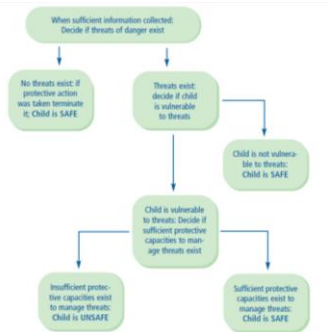 When sufficient information collected:
Decide if threats of danger exist
No threats exist: if
protective action
was taken terminate
it; Child is SAFE
Threats exist:
decide if child
is vulnerable
to threats
Child is not vulnera-
ble to threats:
Child is SAFE
Child is vulnerable
to threats: Decide if
sufficient protective
capacities to man-
age threats exist
Insufficient protec-
tive capacities exist
to manage threats:
Child is UNSAFE
Sufficient protective
capacities exist to
manage threats:
Child is SAFE